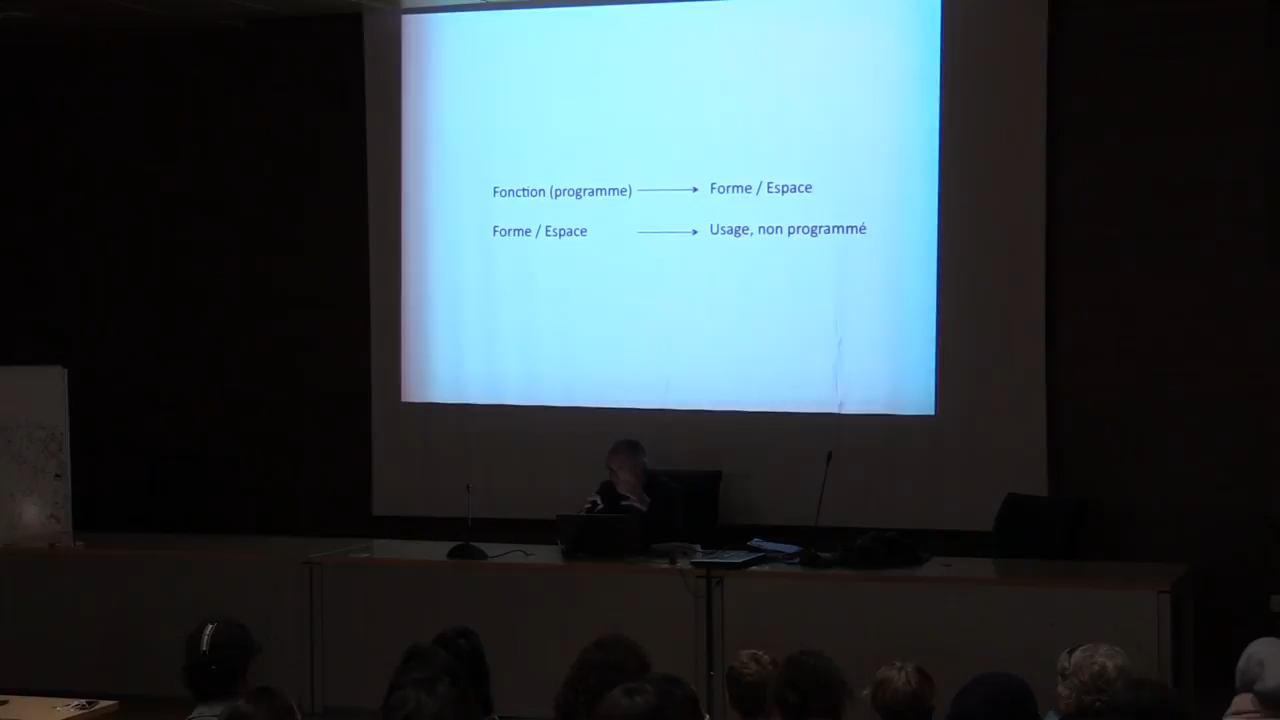 Fonction (programme) → Forme / Espace
Forme / Espace → Usage, non programmé